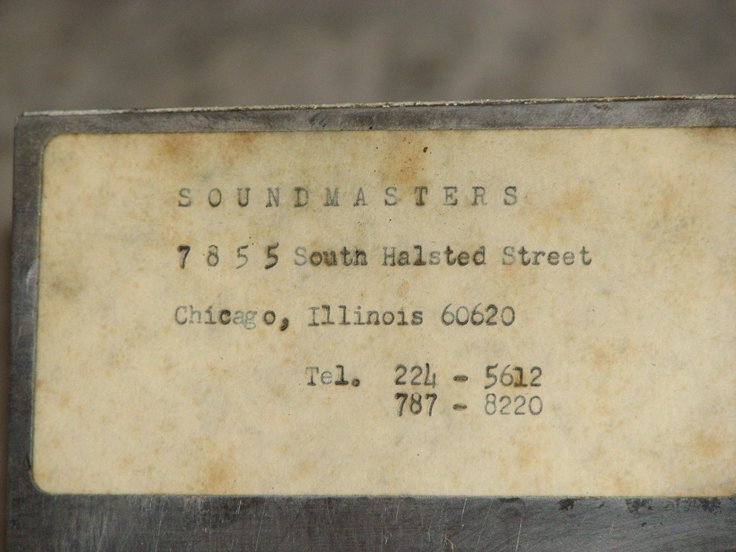 SOUNDMASTERS
7855 South Halsted Street
Chicago, Illinois 60620
Tel. 224 - 5612
787 - 8220